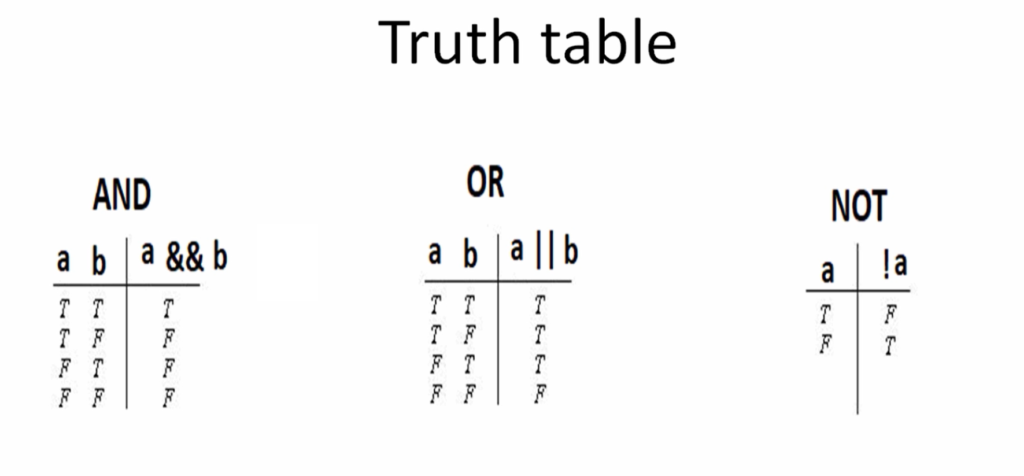 Truth table
AND
a b a && b
T T T
T F F
F T F
F F F
OR
a b a || b
T T T
T F T
F T T
F F F
NOT
a !a
T F
F T